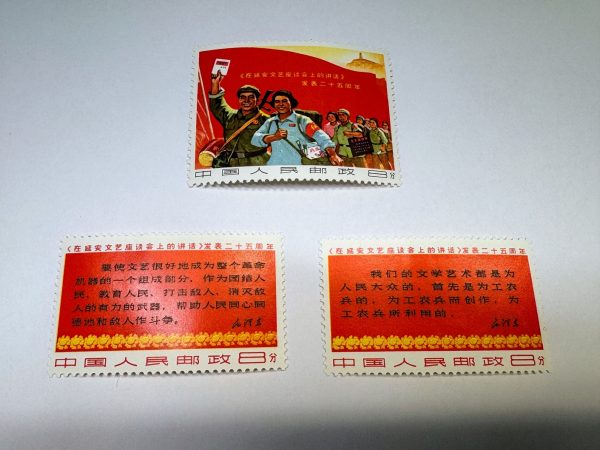 《在延安文艺座谈会上的讲话》
发表二十五周年
中国人民邮政 8分
《在延安文艺座谈会上的讲话》发表二十五周年
要使文艺很好地成为整个革命
机器的一个组成部分，作为团结人
民，教育人民，打击敌人，消灭敌
人的有力的武器，帮助人民同心同
德地和敌人作斗争。
毛泽东
中国人民邮政 8分
《在延安文艺座谈会上的讲话》发表二十五周年
我们的文学艺术都是为
人民大众的，首先是为工农
兵的，为工农兵而创作，为
工农兵所利用的。
毛泽东
中国人民邮政 8分